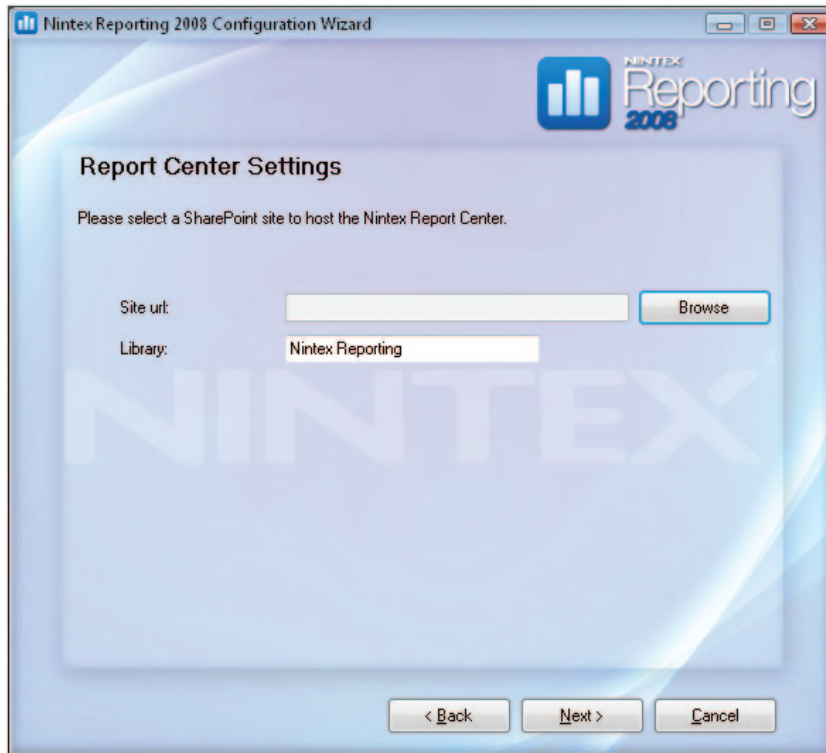 Nintex Reporting 2008 Configuration Wizard
NINTEX
Reporting
2008
Report Center Settings
Please select a SharePoint site to host the Nintex Report Center.
Site url:
Browse
Library:
Nintex Reporting
NINTEX®
< Back
Next >
Cancel